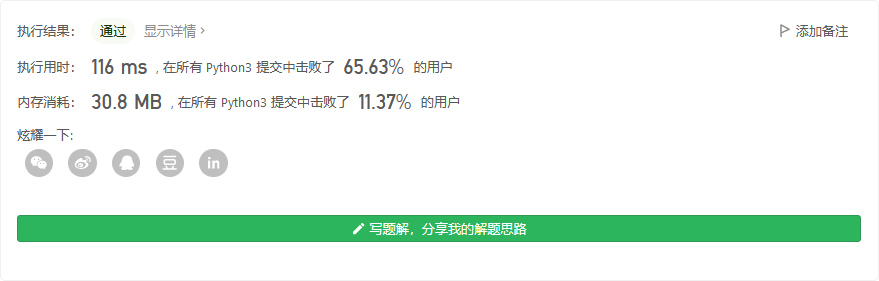 执行结果： 通过 显示详情 › 添加备注
执行用时： 116 ms , 在所有 Python3 提交中击败了 65.63% 的用户
内存消耗： 30.8 MB , 在所有 Python3 提交中击败了 11.37% 的用户
炫耀一下:
豆 in
写题解，分享我的解题思路